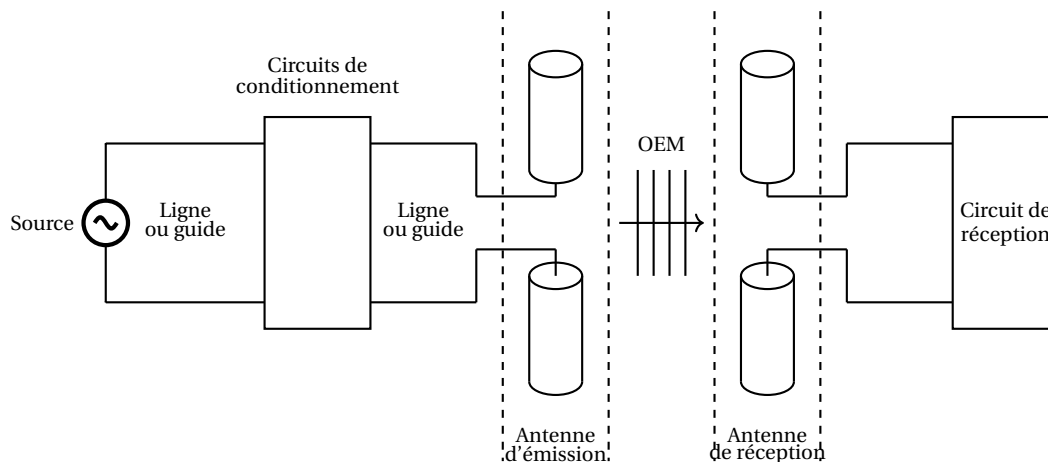 Circuits de
conditionnement
OEM
Source
Ligne
ou guide
Ligne
ou guide
Circuit de
réception
Antenne
d'émission
Antenne
de réception